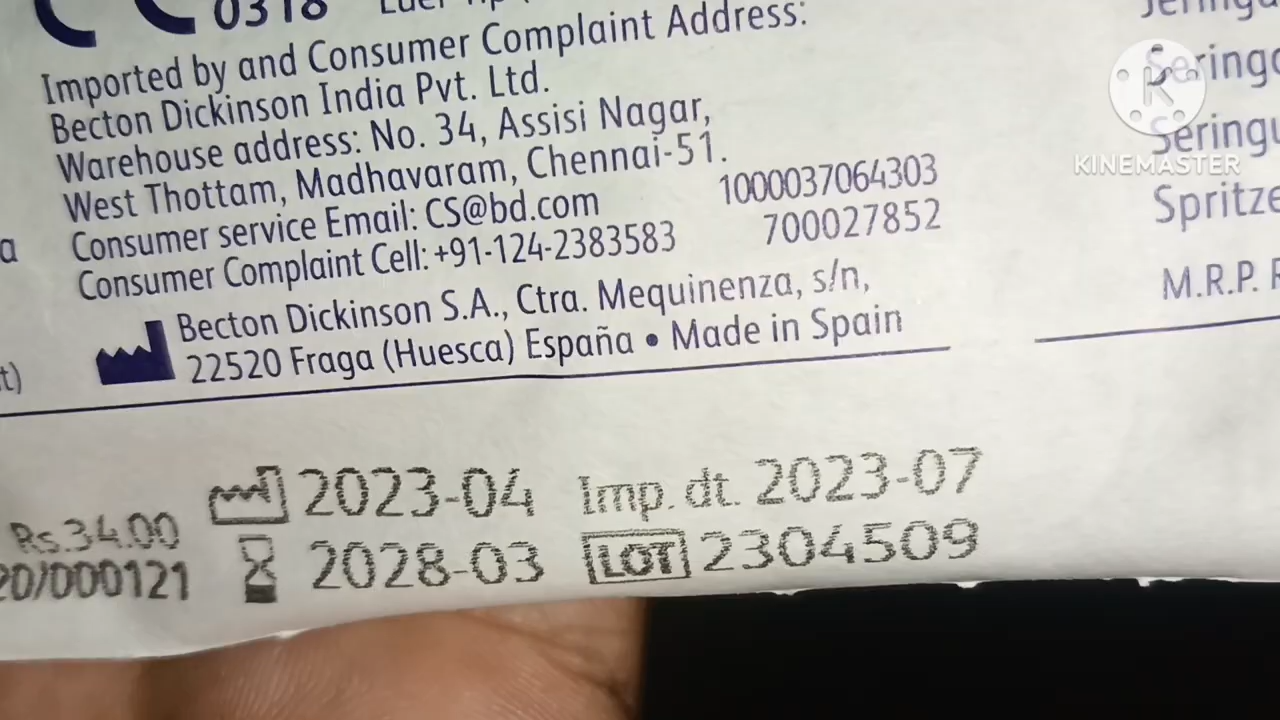 0318
Imported by and Consumer Complaint Address:
Becton Dickinson India Pvt. Ltd.
Warehouse address: No. 34, Assisi Nagar,
West Thottam, Madhavaram, Chennai-51.
Consumer service Email: CS@bd.com
Consumer Complaint Cell: +91-124-2383583
1000037064303
700027852
Becton Dickinson S.A., Ctra. Mequinenza, s/n,
22520 Fraga (Huesca) España • Made in Spain
M.R.P.
KINEMASTER
Rs.34.00
20/000121
2023-04 Imp. dt. 2023-07
2028-03 LOT 2304509